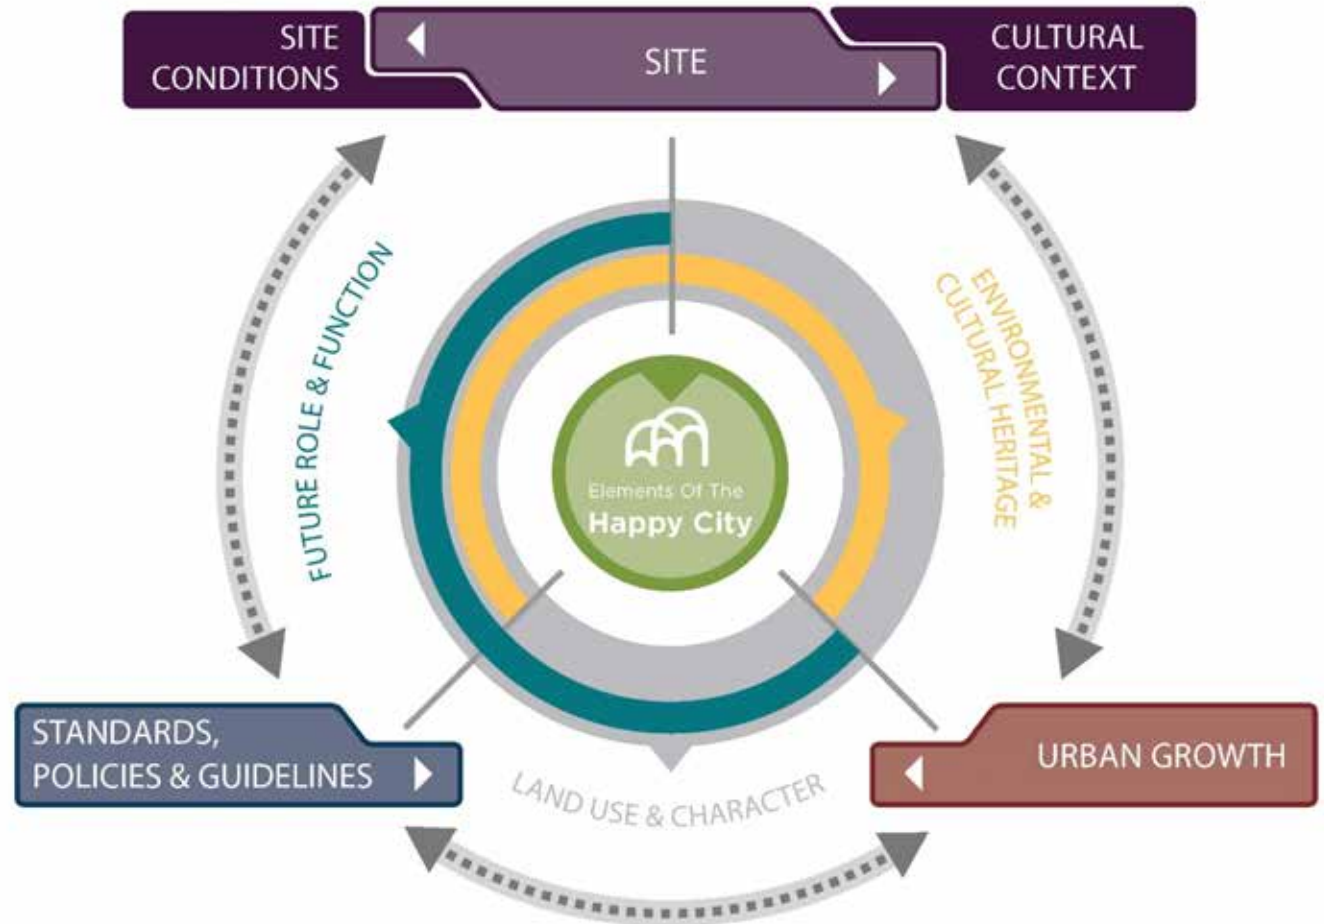 SITE
CONDITIONS
SITE
CULTURAL
CONTEXT
FUTURE ROLE & FUNCTION
ENVIRONMENTAL &
CULTURAL HERITAGE
Elements Of The
Happy City
STANDARDS,
POLICIES & GUIDELINES
LAND USE & CHARACTER
URBAN GROWTH